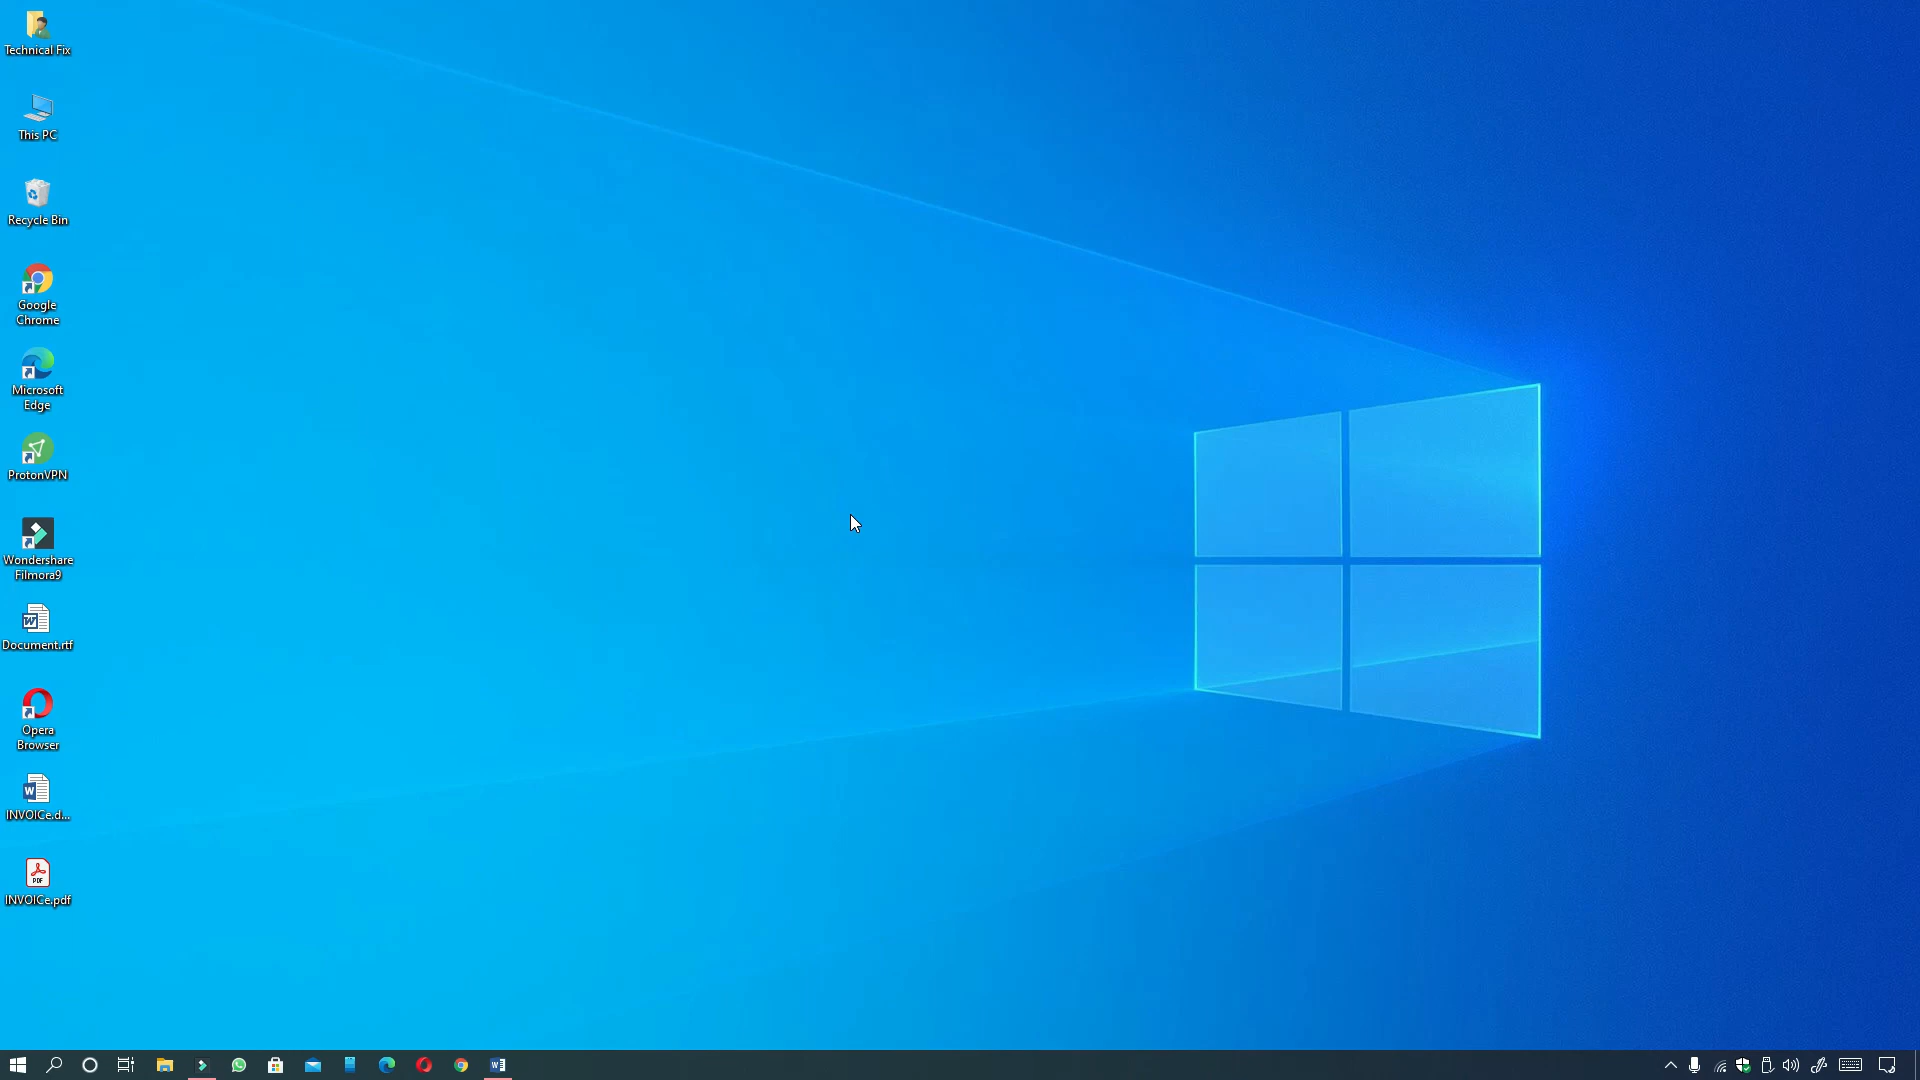 Technical Fix
This PC
Recycle Bin
Google
Chrome
Microsoft
Edge
ProtonVPN
Wondershare
Filmora9
Document.rtf
Opera
Browser
INVOICe.d...
PDF
INVOICe.pdf